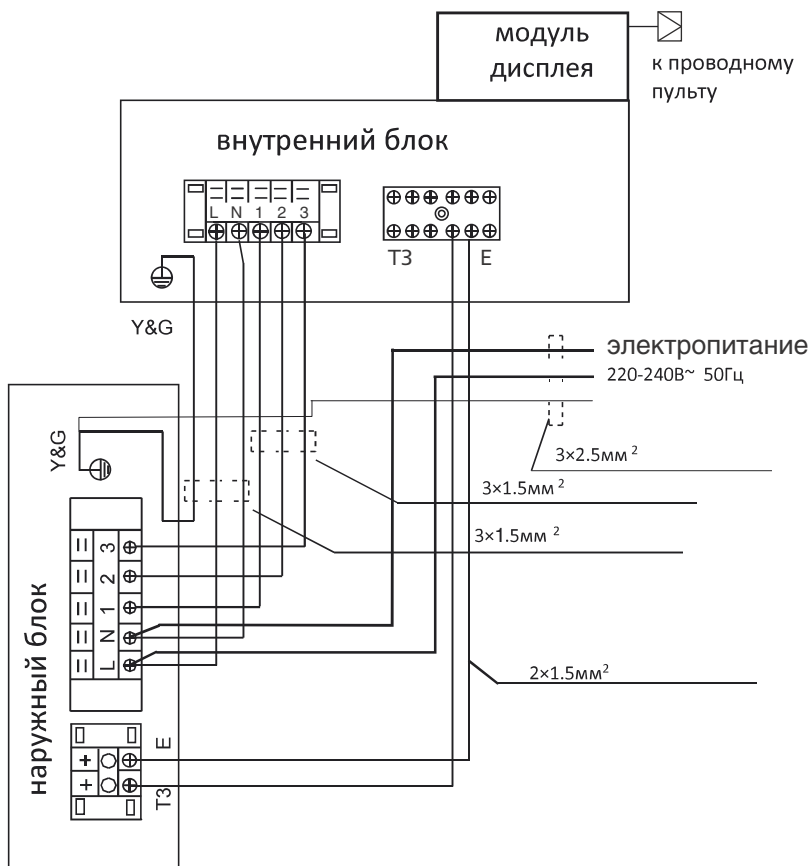 модуль
дисплея
к проводному
пульту
внутренний блок
L N 1 2 3
T3 E
Y&G
электропитание
220-240В~ 50Гц
Y&G
3×2.5мм²
3×1.5мм²
3×1.5мм²
наружный блок
3
2
1
N
L
2×1.5мм²
E
T3